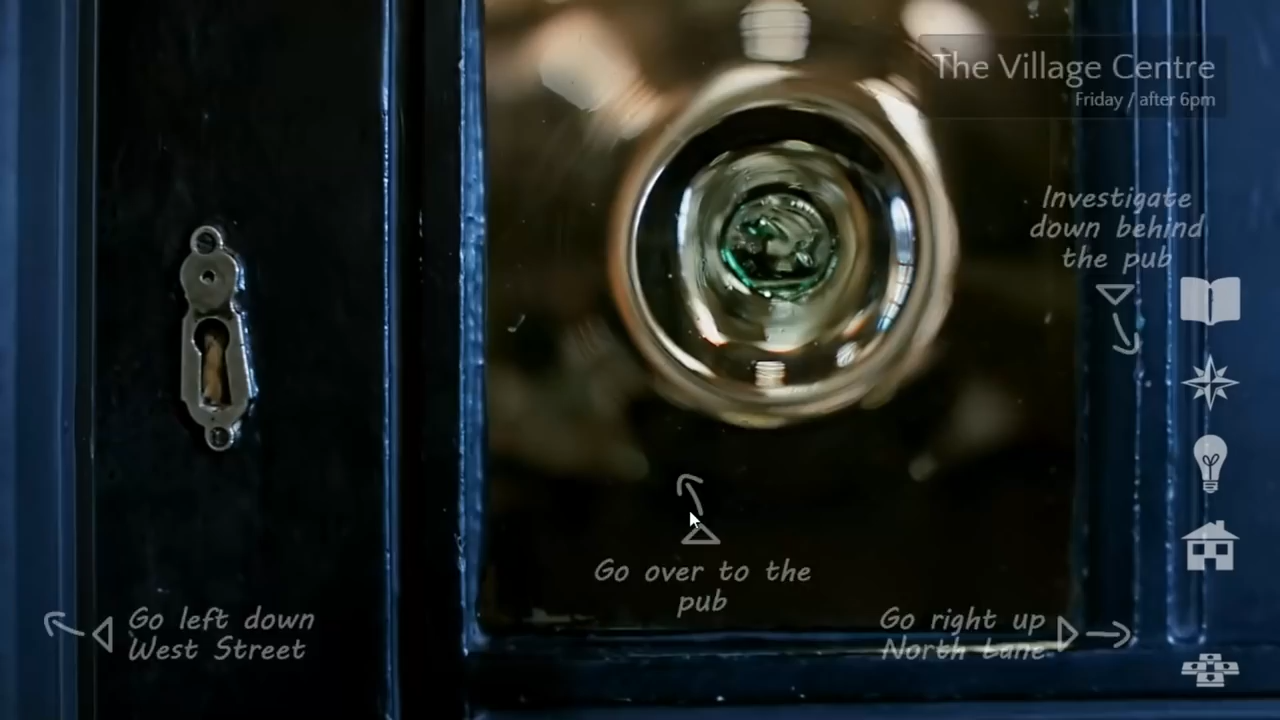 The Village Centre
Friday / after 6pm
Investigate
down behind
the pub
Go over to the
pub
Go left down
West Street
Go right up
North Lane